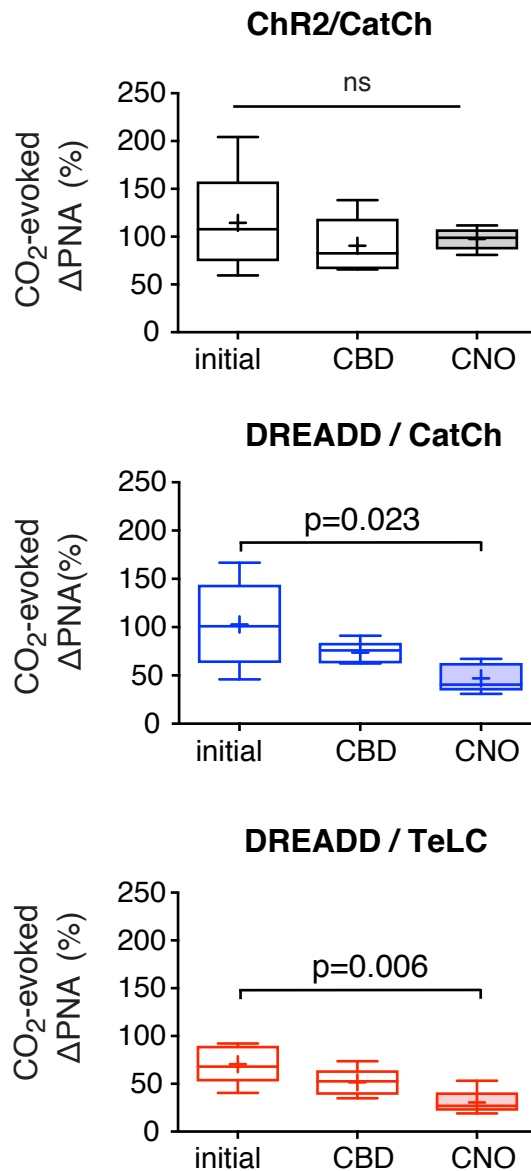 ChR2/CatCh
CO2-evoked
ΔPNA (%)
250
200
150
100
50
0
ns
initial
CBD
CNO
DREADD / CatCh
CO2-evoked
ΔPNA(%)
250
200
150
100
50
0
p=0.023
initial
CBD
CNO
DREADD / TeLC
CO2-evoked
ΔPNA (%)
250
200
150
100
50
0
p=0.006
initial
CBD
CNO